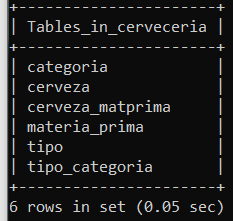 +----------------------+
| Tables_in_cerveceria |
+----------------------+
| categoria            |
| cerveza              |
| cerveza_matprima     |
| materia_prima        |
| tipo                 |
| tipo_categoria       |
+----------------------+
6 rows in set (0.05 sec)